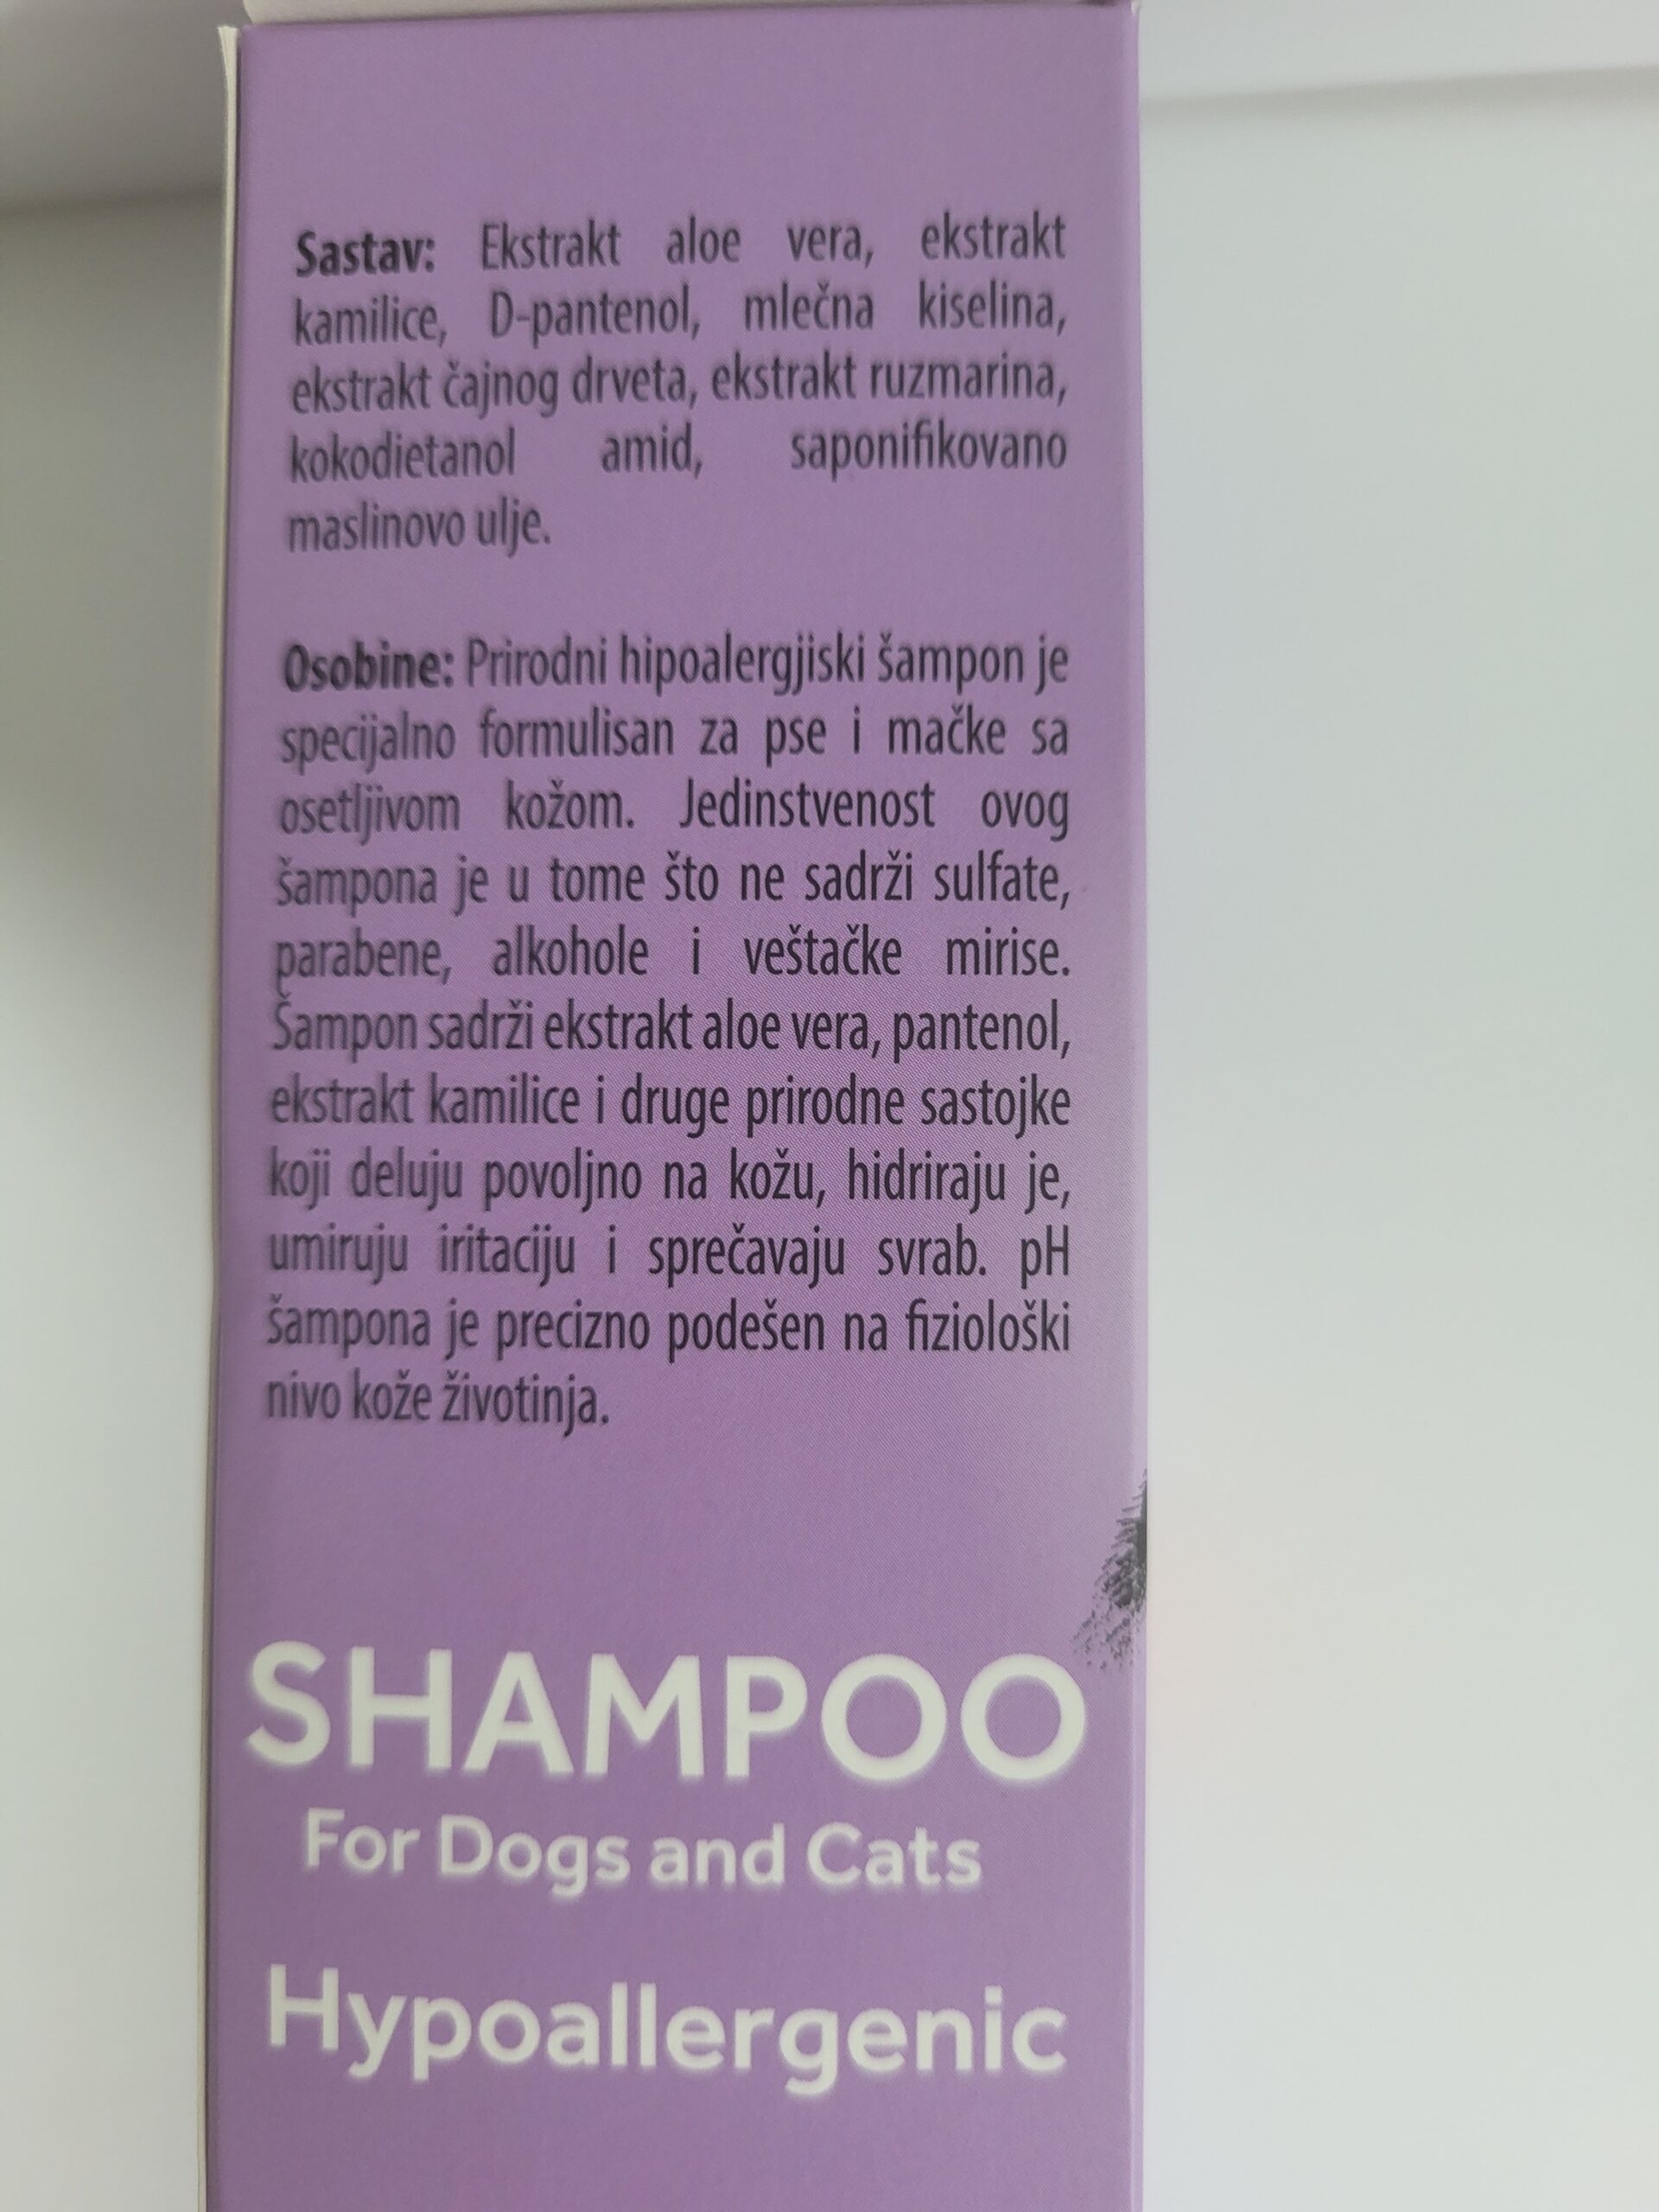 Sastav: Ekstrakt aloe vera, ekstrakt
kamilice, D-pantenol, mlečna kiselina,
ekstrakt čajnog drveta, ekstrakt ruzmarina,
kokodietanol amid, saponifikovano
maslinovo ulje.
Osobine: Prirodni hipoalergjiski šampon je
specijalno formulisan za pse i mačke sa
osetljivom kožom. Jedinstvenost ovog
šampona je u tome što ne sadrži sulfate,
parabene, alkohole i veštačke mirise.
Šampon sadrži ekstrakt aloe vera, pantenol,
ekstrakt kamilice i druge prirodne sastojke
koji deluju povoljno na kožu, hidriraju je,
umiruju iritaciju i sprečavaju svrab. pH
šampona je precizno podešen na fiziološki
nivo kože životinja.
SHAMPOO
For Dogs and Cats
Hypoallergenic